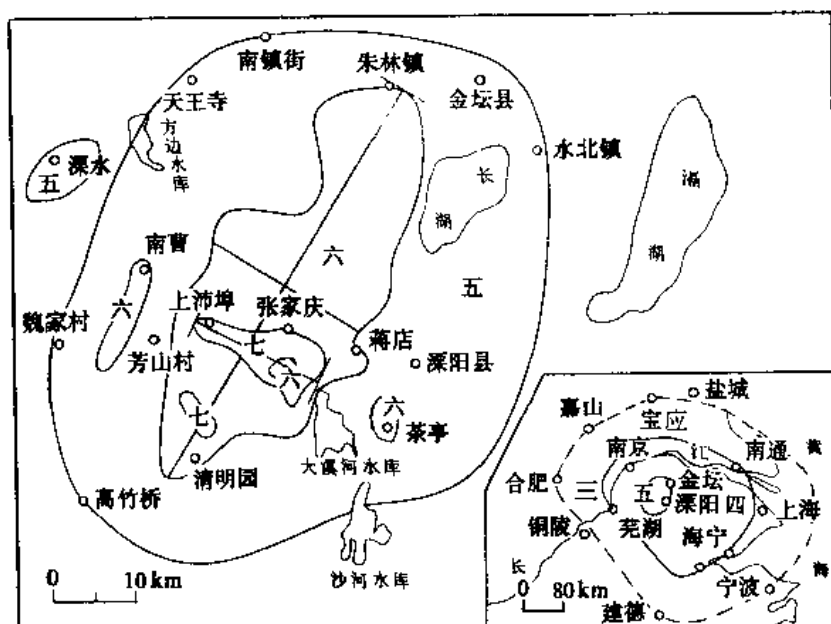 南镇街
朱林镇
天王寺
金坛县
方边水库
水北镇
溧水
五
长
湖
滆
湖
南曹
六
六
五
上沛埠
张家庆
魏家村
芳山村
七
蒋店
六
溧阳县
七
六
茶亭
清明园
大溪河水库
高竹桥
沙河水库
0 10 km
盐城
嘉山
宝应
黄
南京
江
南通
合肥
金坛
三
五
溧阳
四
上海
铜陵
芜湖
海宁
海
长
0 80 km
宁波
建德